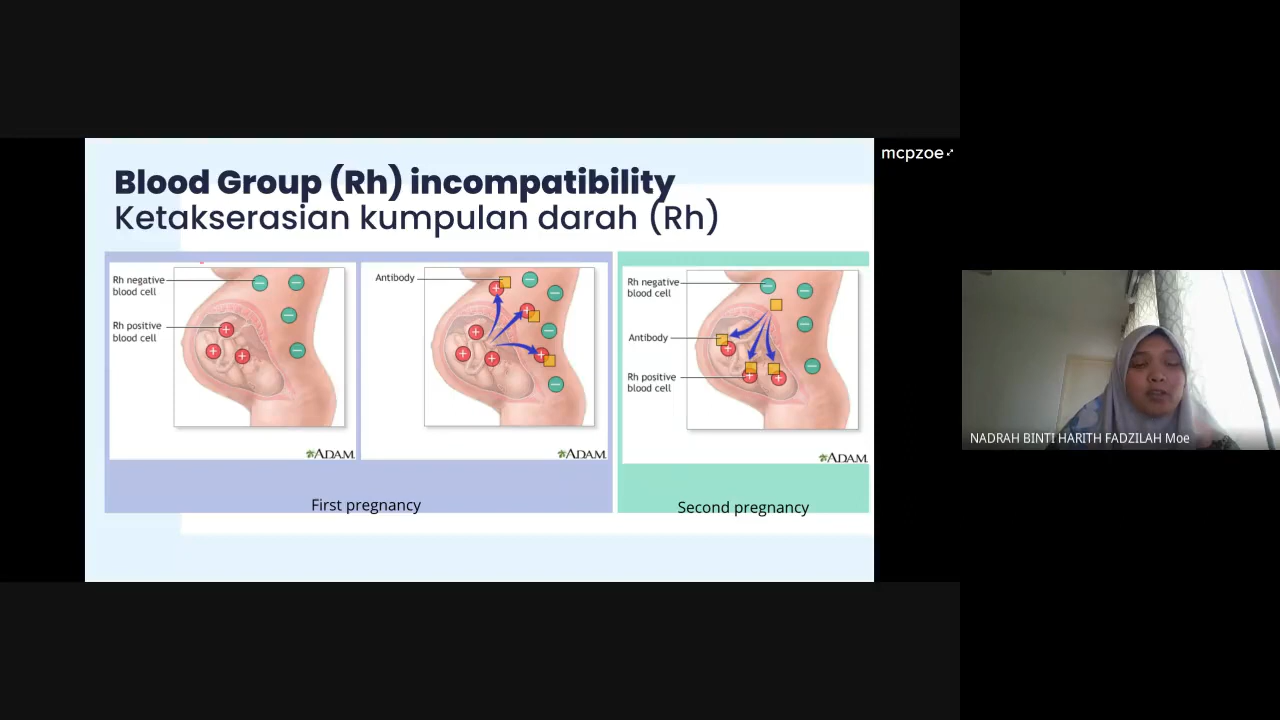 Blood Group (Rh) incompatibility
Ketakserasian kumpulan darah (Rh)
mcpzoe
Rh negative
blood cell
Rh positive
blood cell
ADAM
Antibody
ADAM
First pregnancy
Rh negative
blood cell
Antibody
Rh positive
blood cell
ADAM
Second pregnancy
NADRAH BINTI HARITH FADZILAH Moe